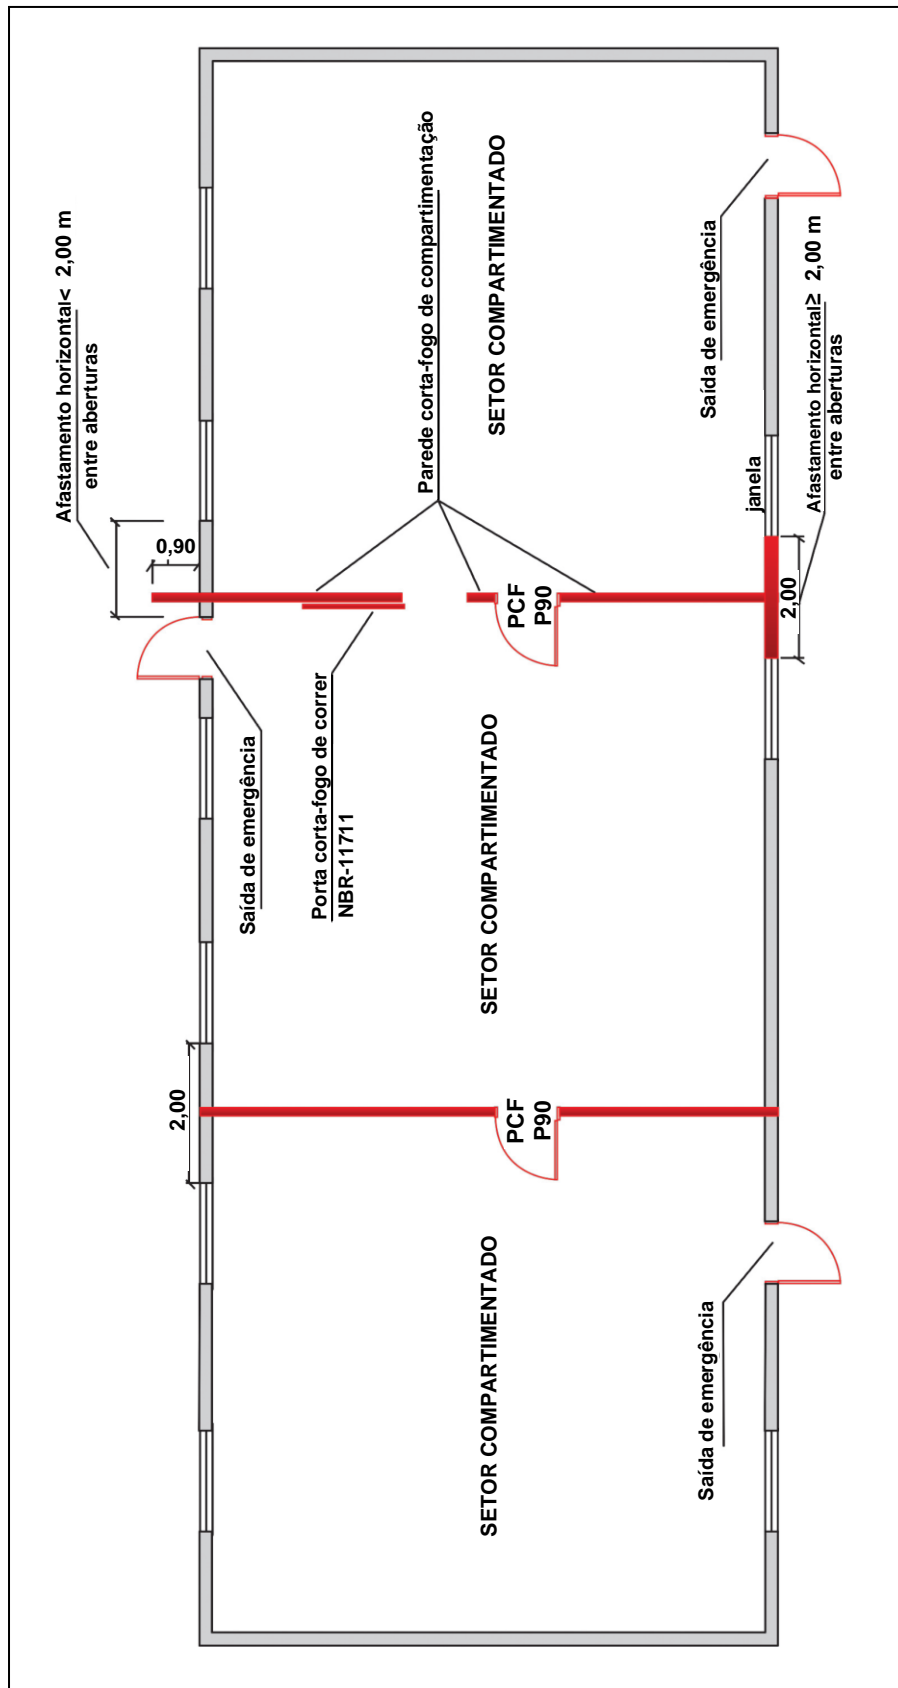 Afastamento horizontal< 2,00 m
entre aberturas
0,90
Parede corta-fogo de compartimentação
SETOR COMPARTIMENTADO
Saída de emergência
Afastamento horizontal≥ 2,00 m
entre aberturas
janela
2,00
PCF
P90
Saída de emergência
Porta corta-fogo de correr
NBR-11711
SETOR COMPARTIMENTADO
2,00
PCF
P90
SETOR COMPARTIMENTADO
Saída de emergência